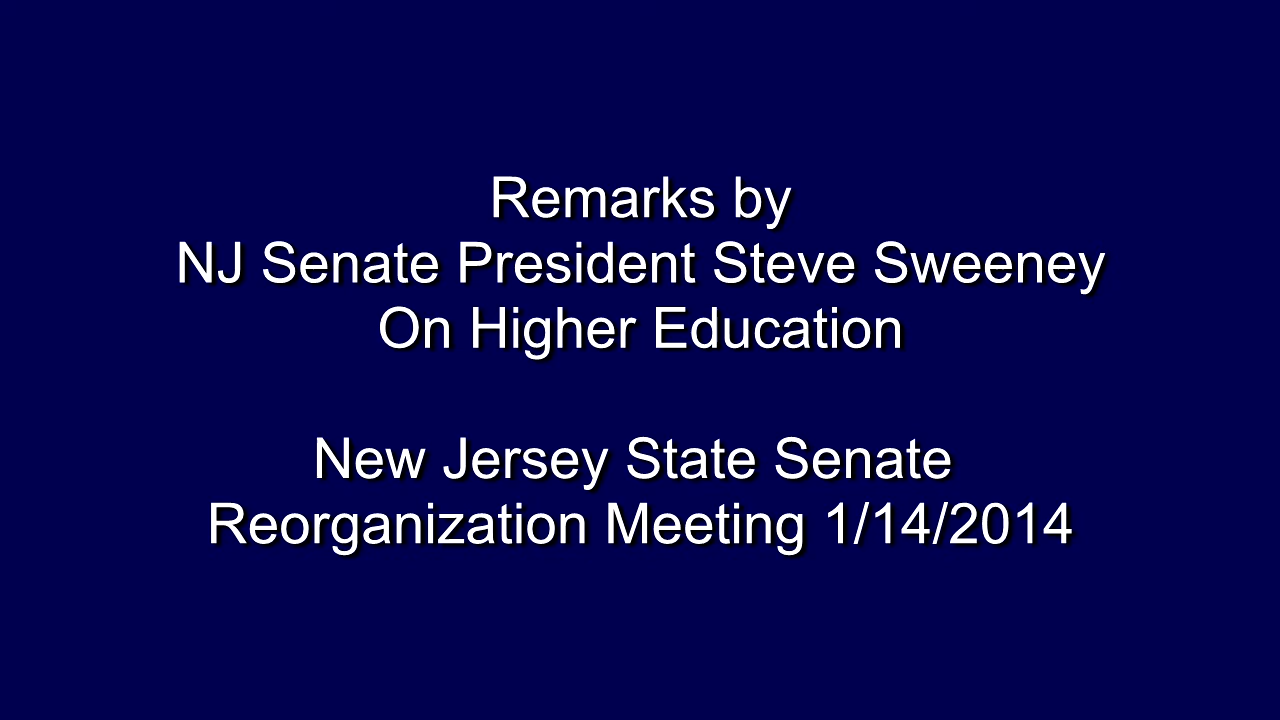 Remarks by
NJ Senate President Steve Sweeney
On Higher Education
New Jersey State Senate
Reorganization Meeting 1/14/2014